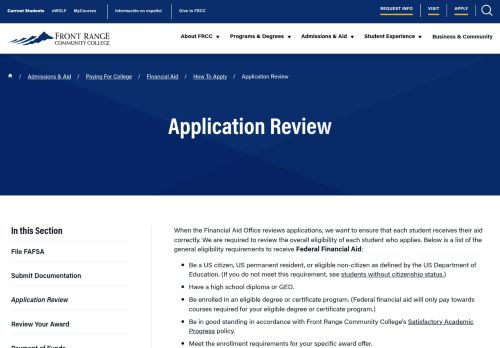 Current Students eWOLF MyCourses Información en español Give to FRCC REQUEST INFO VISIT APPLY
FRONT RANGE
COMMUNITY COLLEGE
About FRCC Programs & Degrees Admissions & Aid Student Experience Business & Community
/ Admissions & Aid / Paying For College / Financial Aid / How To Apply / Application Review
Application Review
In this Section
File FAFSA
Submit Documentation
Application Review
Review Your Award
Payment of Funds
When the Financial Aid Office reviews applications, we want to ensure that each student receives their aid
correctly. We are required to review the overall eligibility of each student who applies. Below is a list of the
general eligibility requirements to receive Federal Financial Aid:
• Be a US citizen, US permanent resident, or eligible non-citizen as defined by the US Department of
Education. (If you do not meet this requirement, see students without citizenship status.)
• Have a high school diploma or GED.
• Be enrolled in an eligible degree or certificate program. (Federal financial aid will only pay towards
courses required for your eligible degree or certificate program.)
• Be in good standing in accordance with Front Range Community College's Satisfactory Academic
Progress policy.
• Meet the enrollment requirements for your specific award offer.